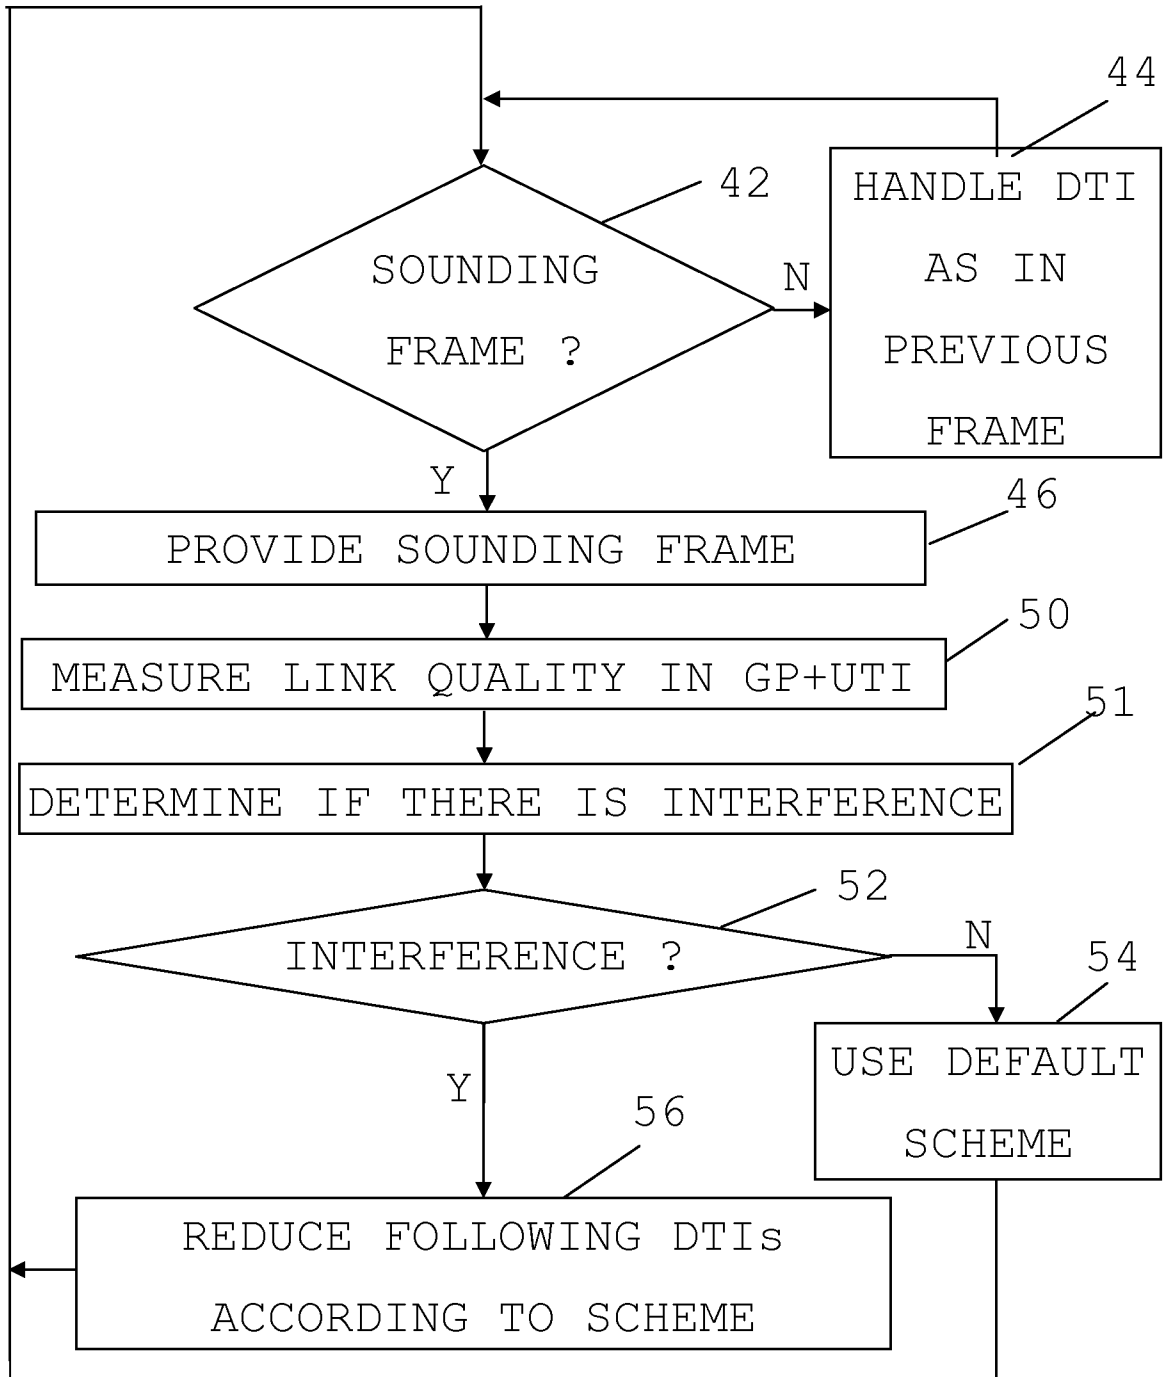 44
42
HANDLE DTI
AS IN
PREVIOUS
FRAME
SOUNDING
FRAME ?
N
Y
46
PROVIDE SOUNDING FRAME
50
MEASURE LINK QUALITY IN GP+UTI
51
DETERMINE IF THERE IS INTERFERENCE
52
INTERFERENCE ?
N
54
USE DEFAULT
SCHEME
Y
56
REDUCE FOLLOWING DTIs
ACCORDING TO SCHEME